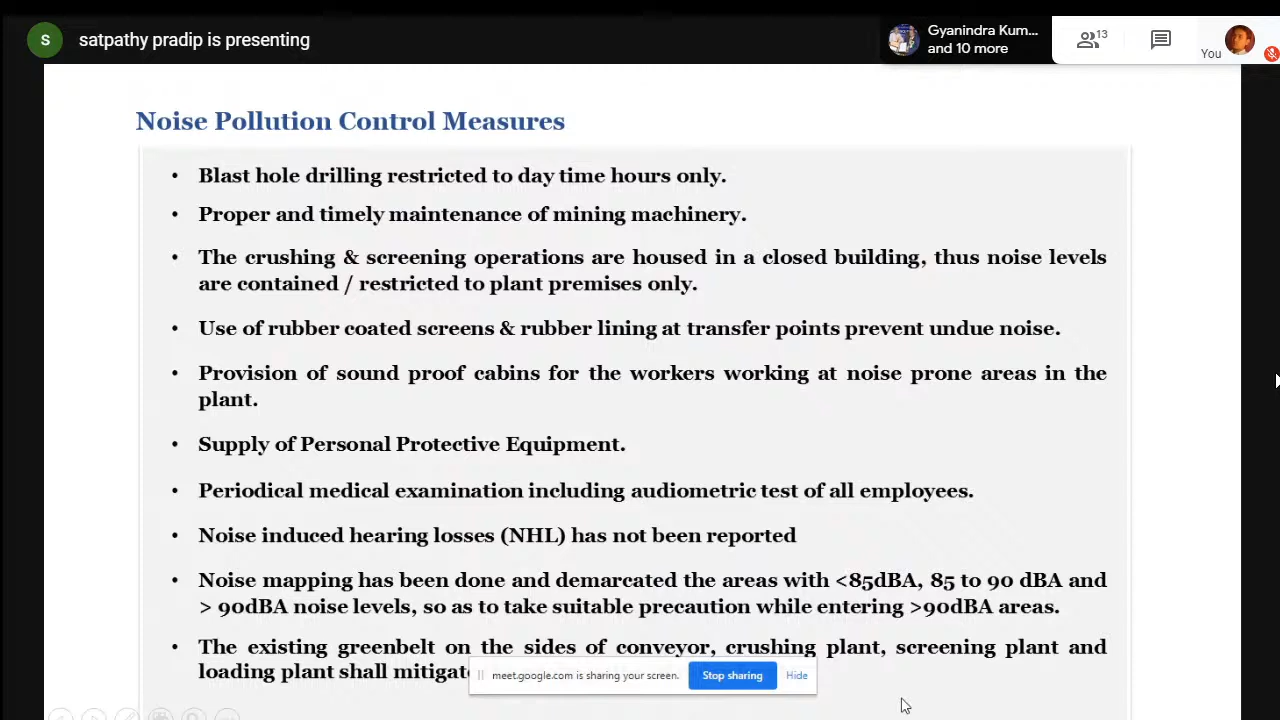 S satpathy pradip is presenting
Gyanindra Kum...
and 10 more
13
You
Noise Pollution Control Measures
• Blast hole drilling restricted to day time hours only.
• Proper and timely maintenance of mining machinery.
• The crushing & screening operations are housed in a closed building, thus noise levels
are contained / restricted to plant premises only.
• Use of rubber coated screens & rubber lining at transfer points prevent undue noise.
• Provision of sound proof cabins for the workers working at noise prone areas in the
plant.
• Supply of Personal Protective Equipment.
• Periodical medical examination including audiometric test of all employees.
• Noise induced hearing losses (NHL) has not been reported
• Noise mapping has been done and demarcated the areas with <85dBA, 85 to 90 dBA and
> 90dBA noise levels, so as to take suitable precaution while entering >90dBA areas.
• The existing greenbelt on the sides of conveyor, crushing plant, screening plant and
loading plant shall mitigat
meet.google.com is sharing your screen. Stop sharing Hide